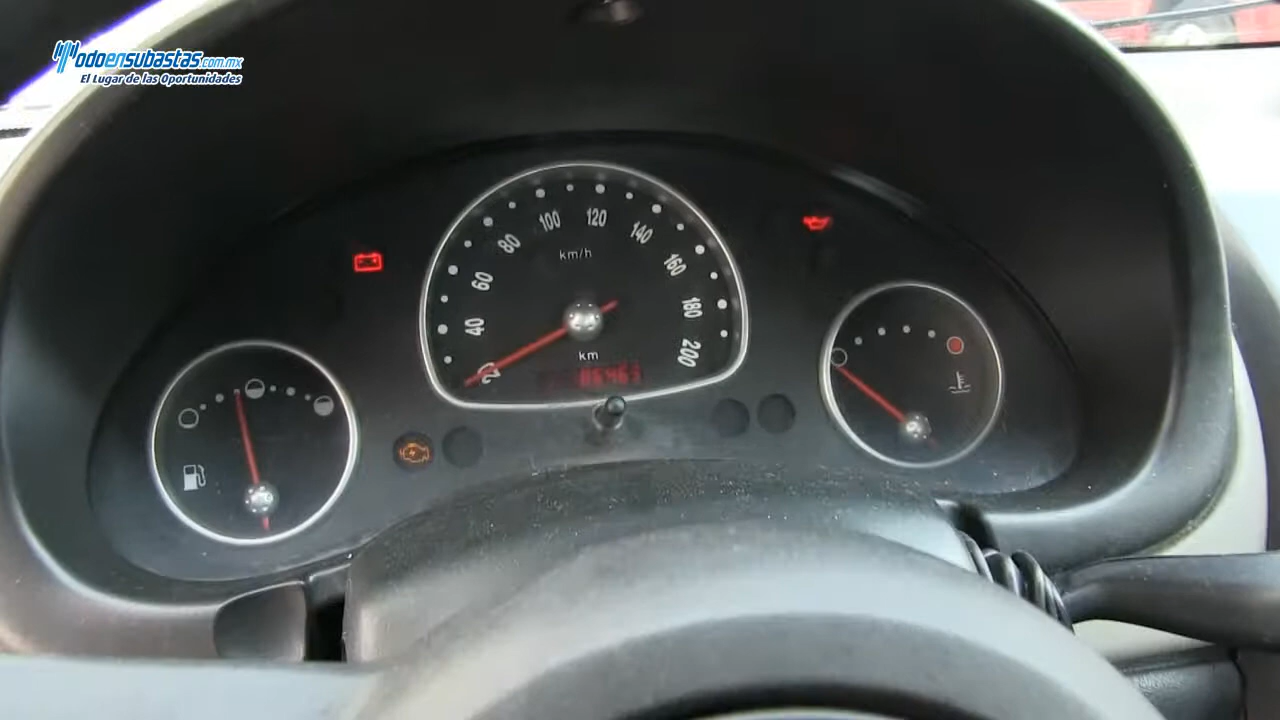 todoensubastas.com.mx
El Lugar de las Oportunidades
100 120
80 140
km/h
60 160
40 180
km
20 200